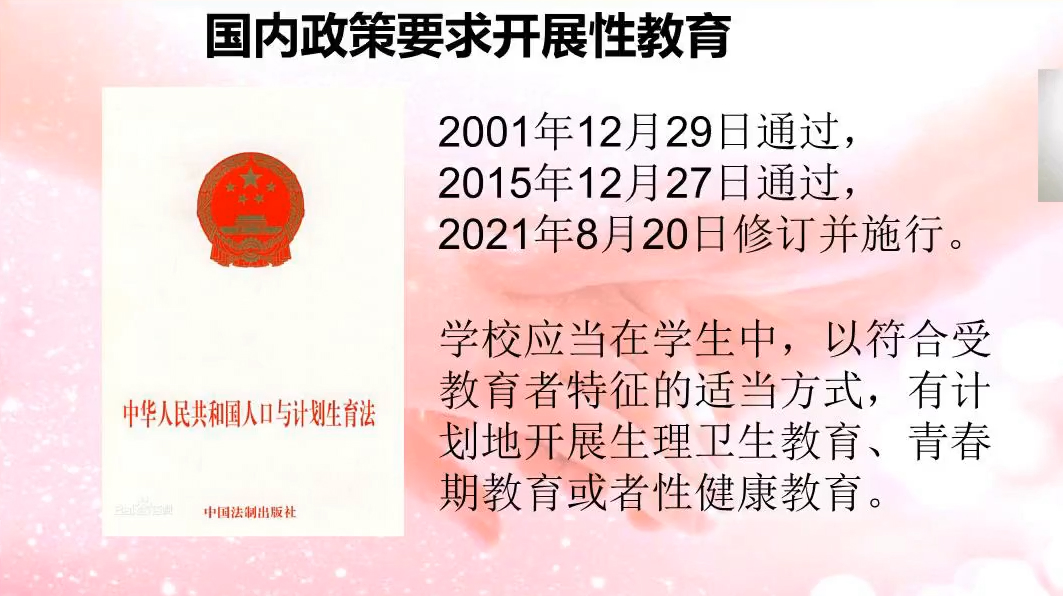 国内政策要求开展性教育
2001年12月29日通过，
2015年12月27日通过，
2021年8月20日修订并施行。
学校应当在学生中，以符合受
教育者特征的适当方式，有计
划地开展生理卫生教育、青春
期教育或者性健康教育。
中华人民共和国人口与计划生育法
中国法制出版社